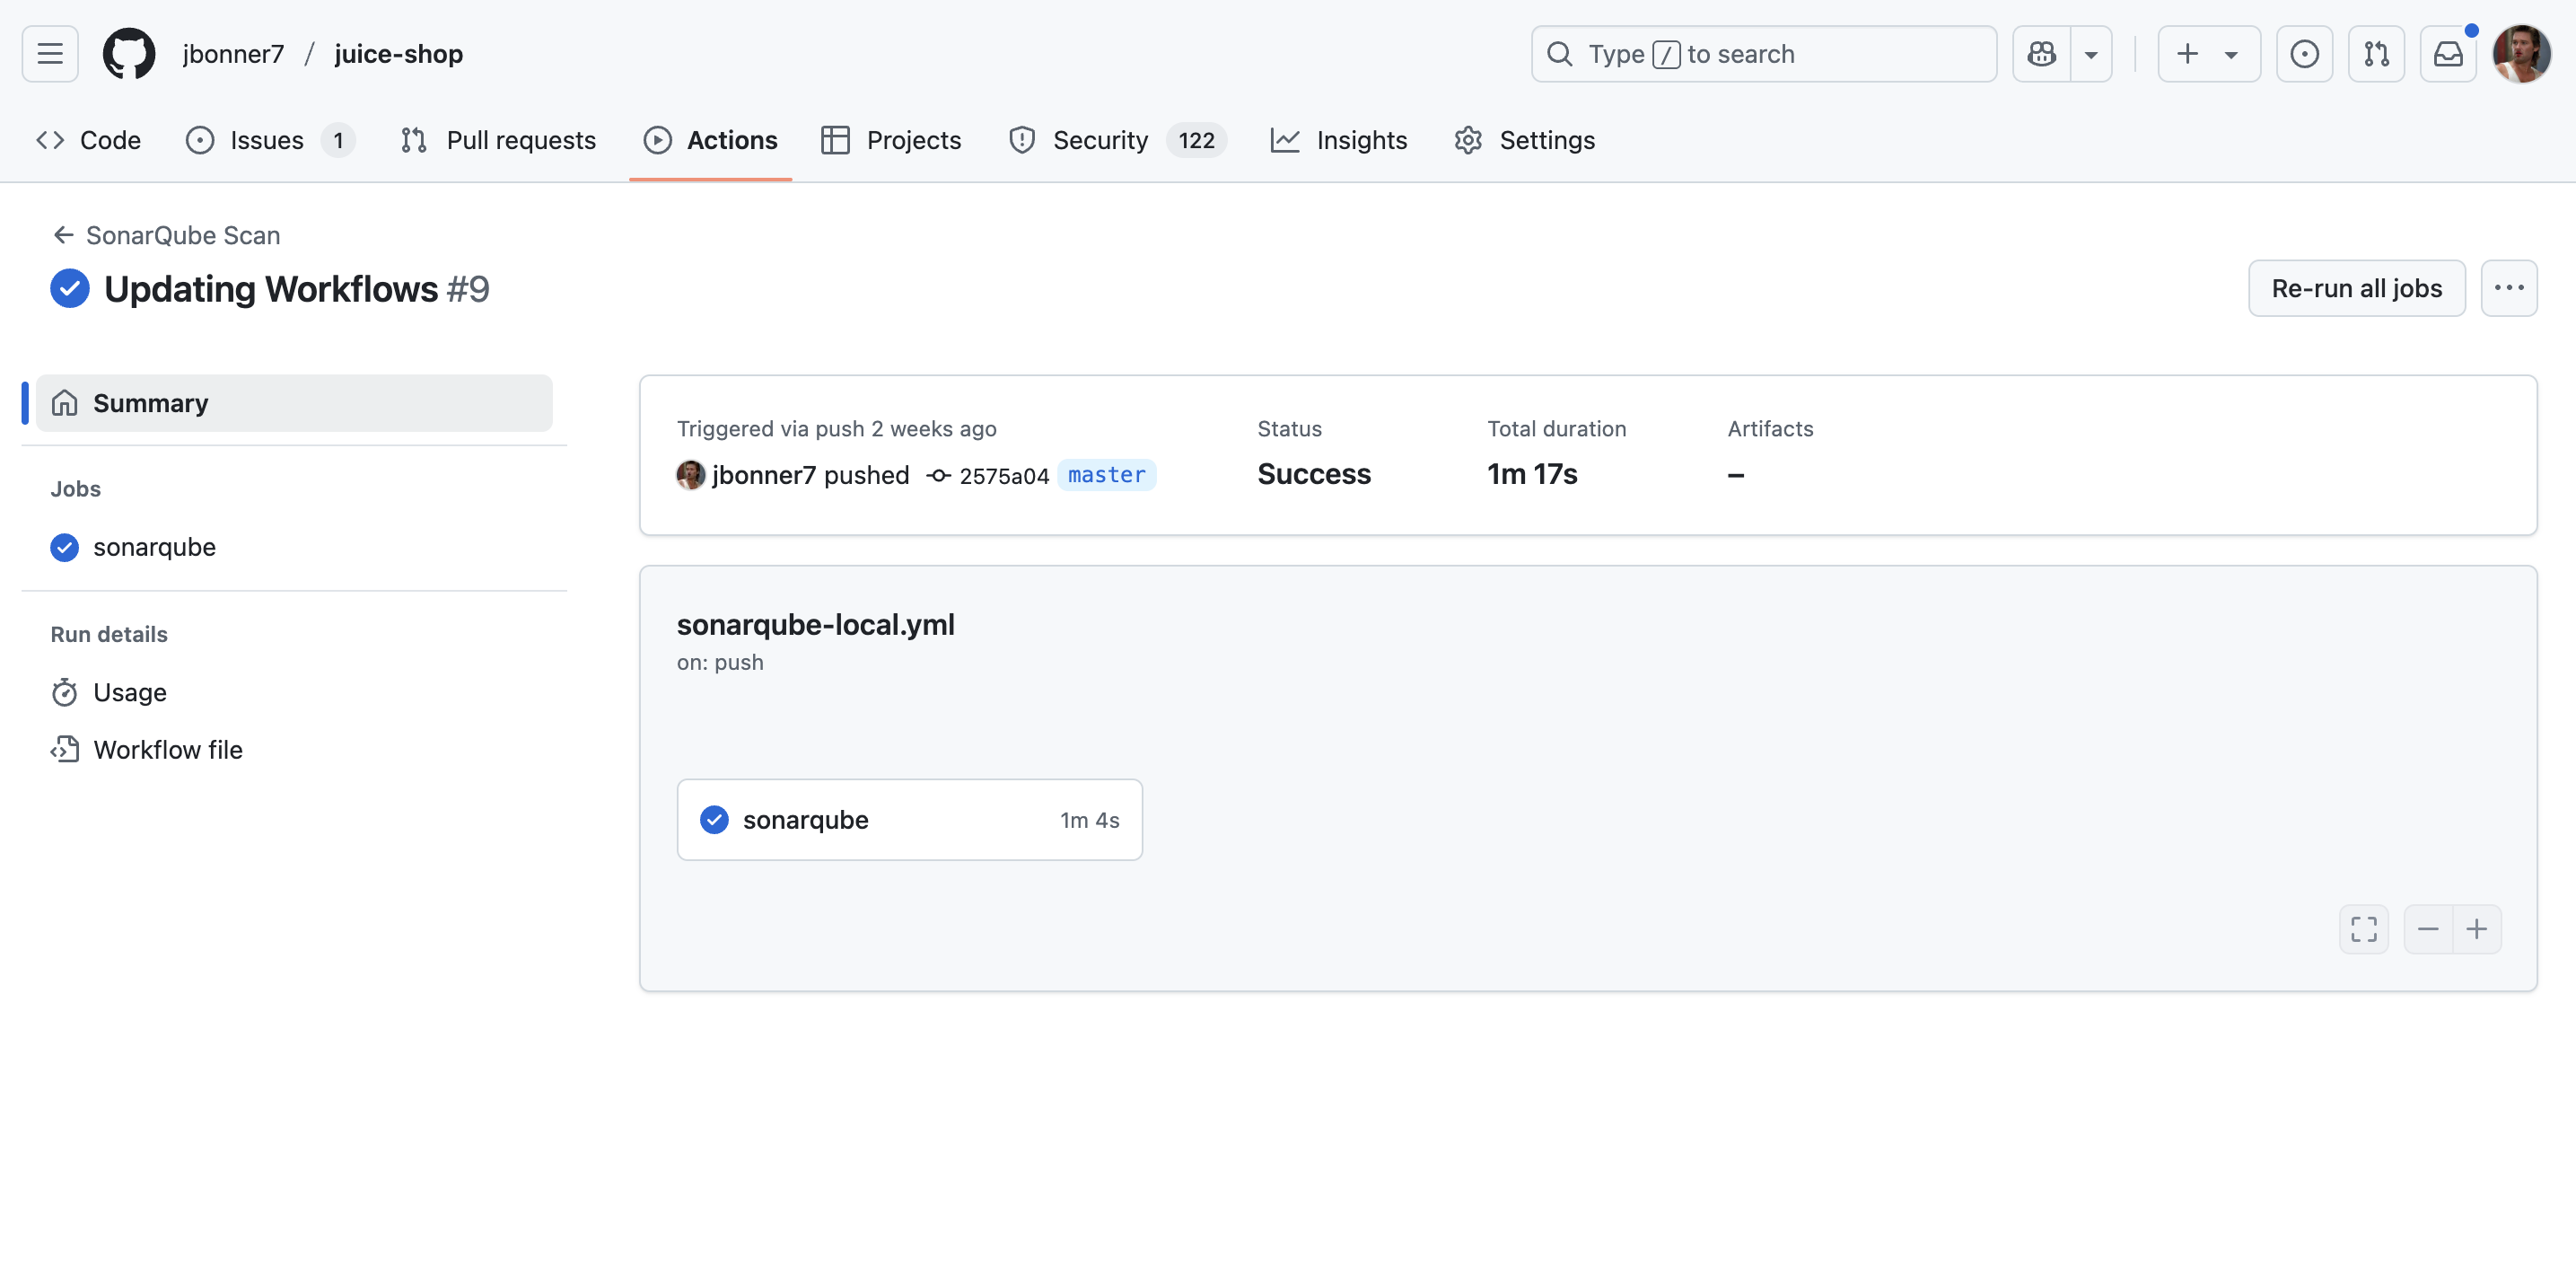 jbonner7 / juice-shop
Type / to search
Code
Issues 1
Pull requests
Actions
Projects
Security 122
Insights
Settings
SonarQube Scan
Updating Workflows #9
Re-run all jobs
Summary
Jobs
sonarqube
Run details
Usage
Workflow file
Triggered via push 2 weeks ago
jbonner7 pushed 2575a04 master
Status
Success
Total duration
1m 17s
Artifacts
–
sonarqube-local.yml
on: push
sonarqube 1m 4s